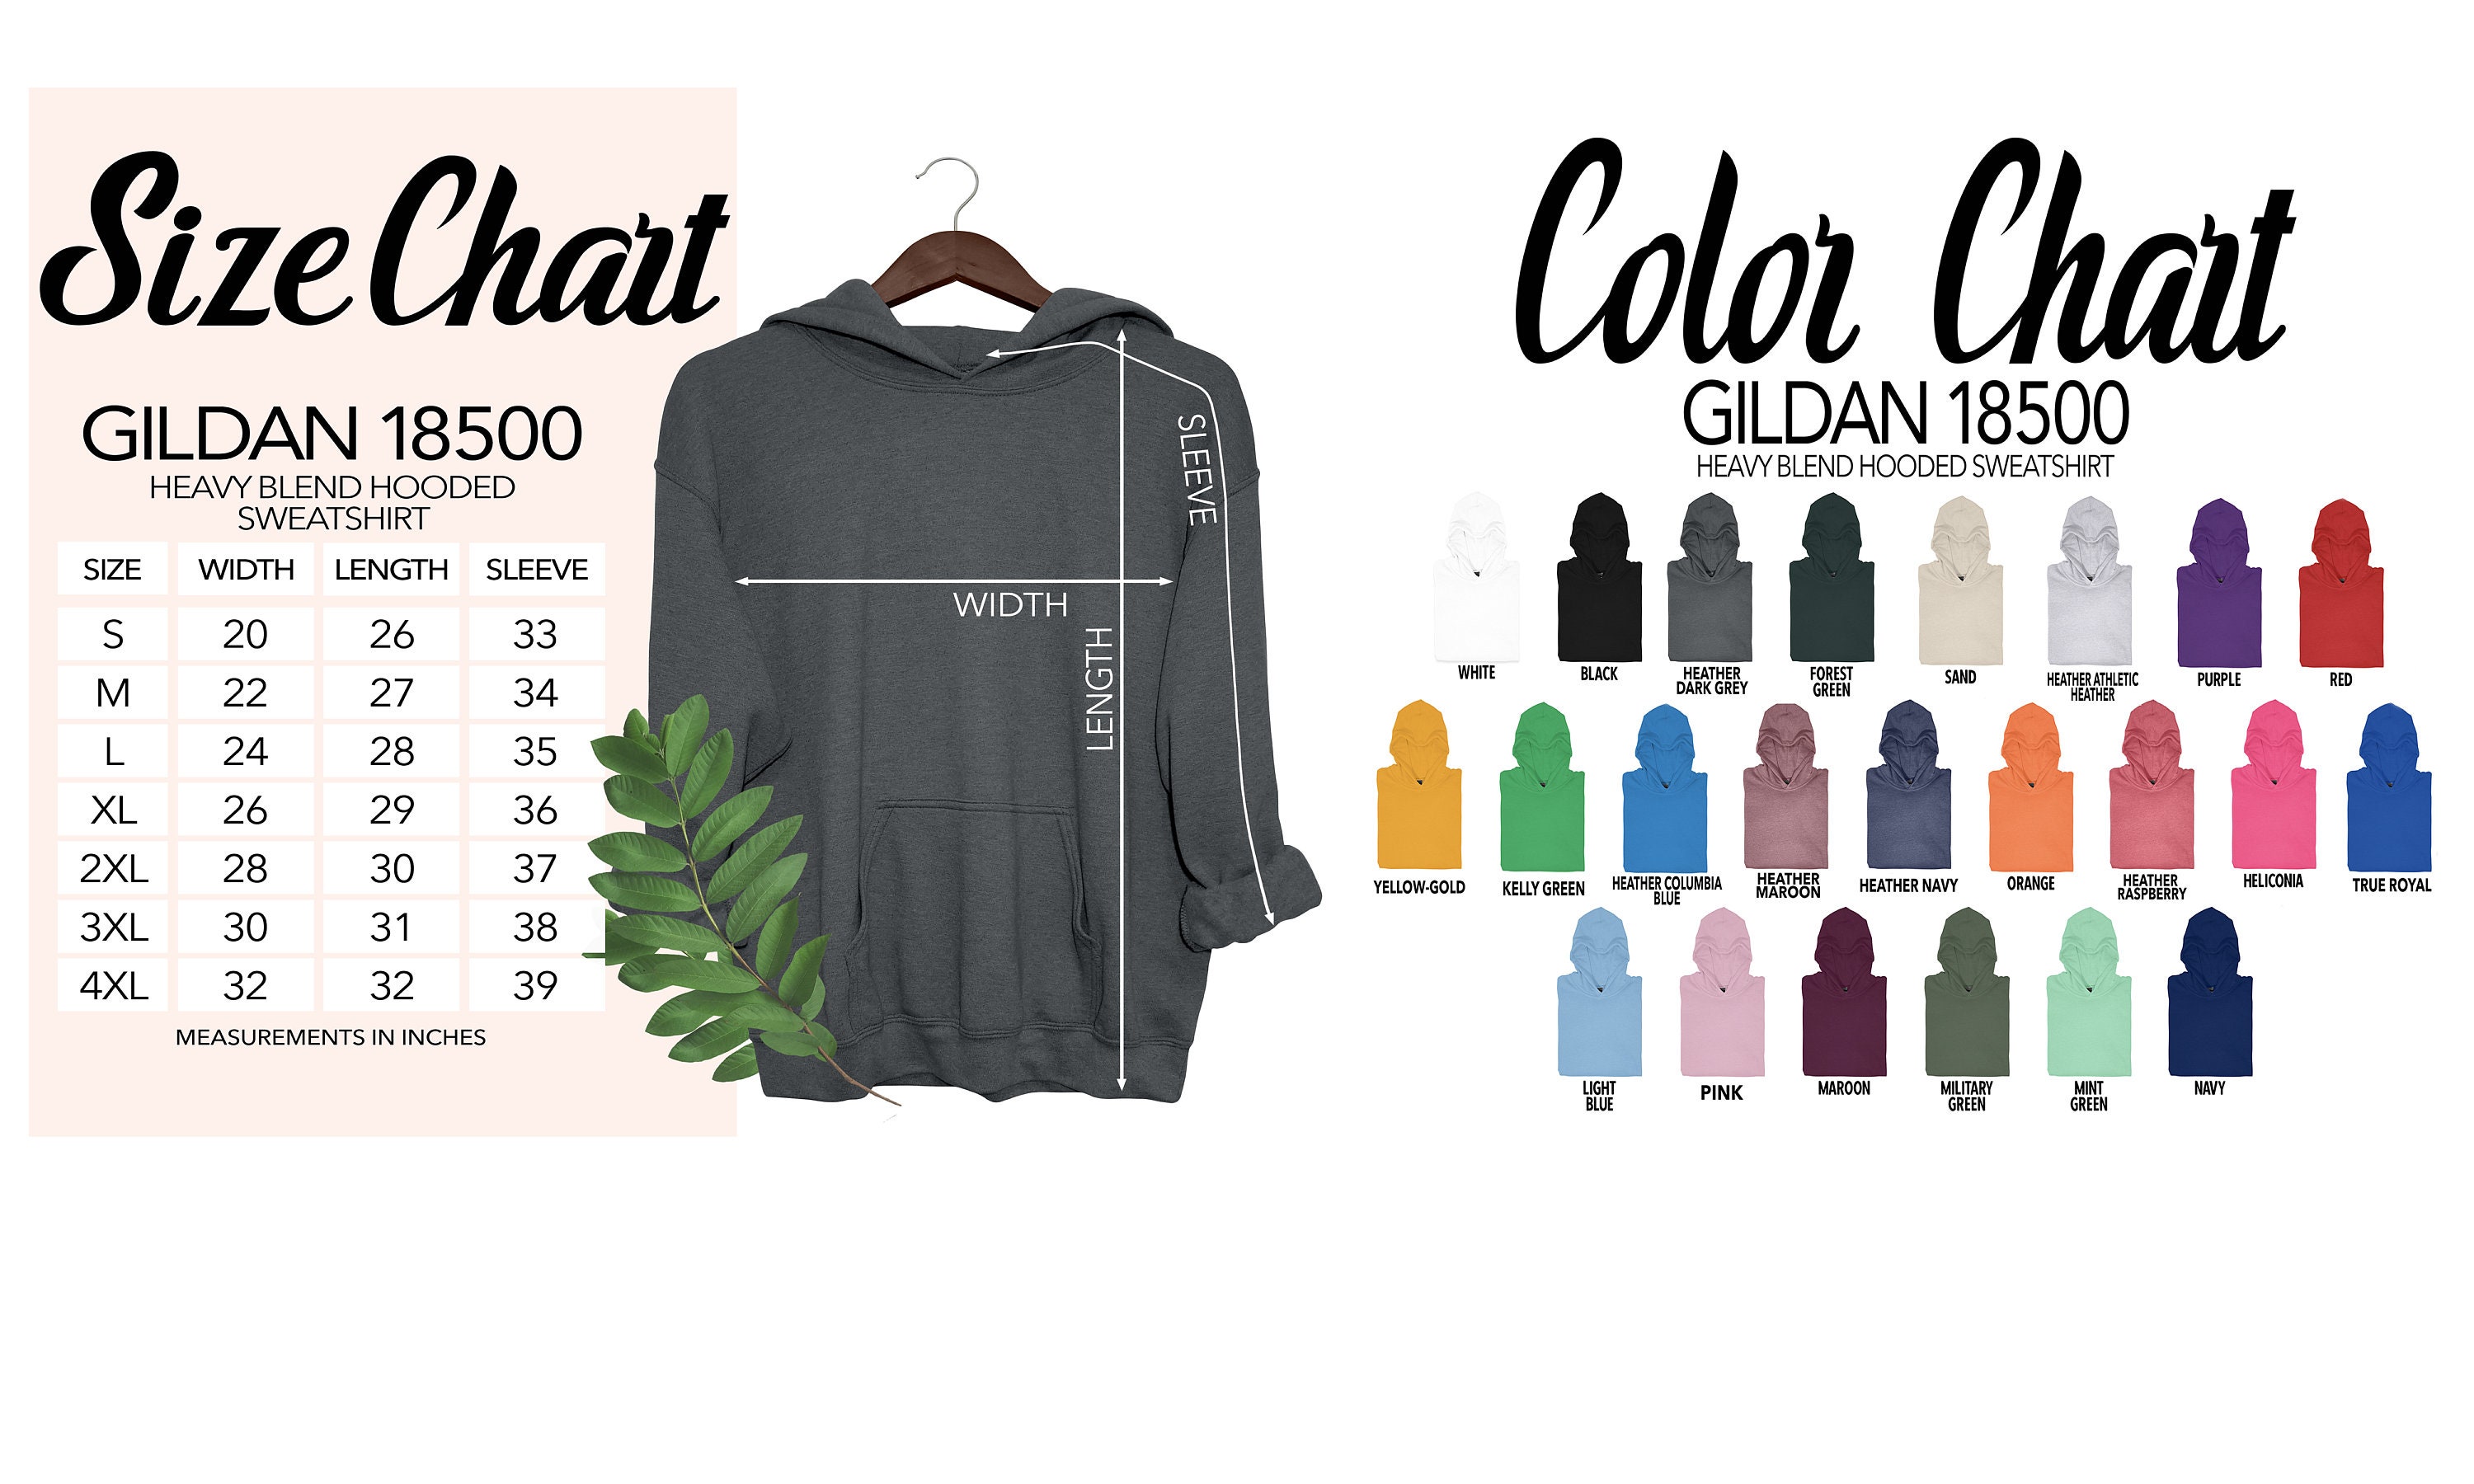 Size Chart
GILDAN 18500
HEAVY BLEND HOODED
SWEATSHIRT
SIZE WIDTH LENGTH SLEEVE
S 20 26 33
M 22 27 34
L 24 28 35
XL 26 29 36
2XL 28 30 37
3XL 30 31 38
4XL 32 32 39
MEASUREMENTS IN INCHES
SLEEVE
WIDTH
LENGTH
Color Chart
GILDAN 18500
HEAVY BLEND HOODED SWEATSHIRT
WHITE
BLACK
HEATHER
DARK GREY
FOREST
GREEN
SAND
HEATHER ATHLETIC
HEATHER
PURPLE
RED
YELLOW-GOLD
KELLY GREEN
HEATHER COLUMBIA
BLUE
HEATHER
MAROON
HEATHER NAVY
ORANGE
HEATHER
RASPBERRY
HELICONIA
TRUE ROYAL
LIGHT
BLUE
PINK
MAROON
MILITARY
GREEN
MINT
GREEN
NAVY